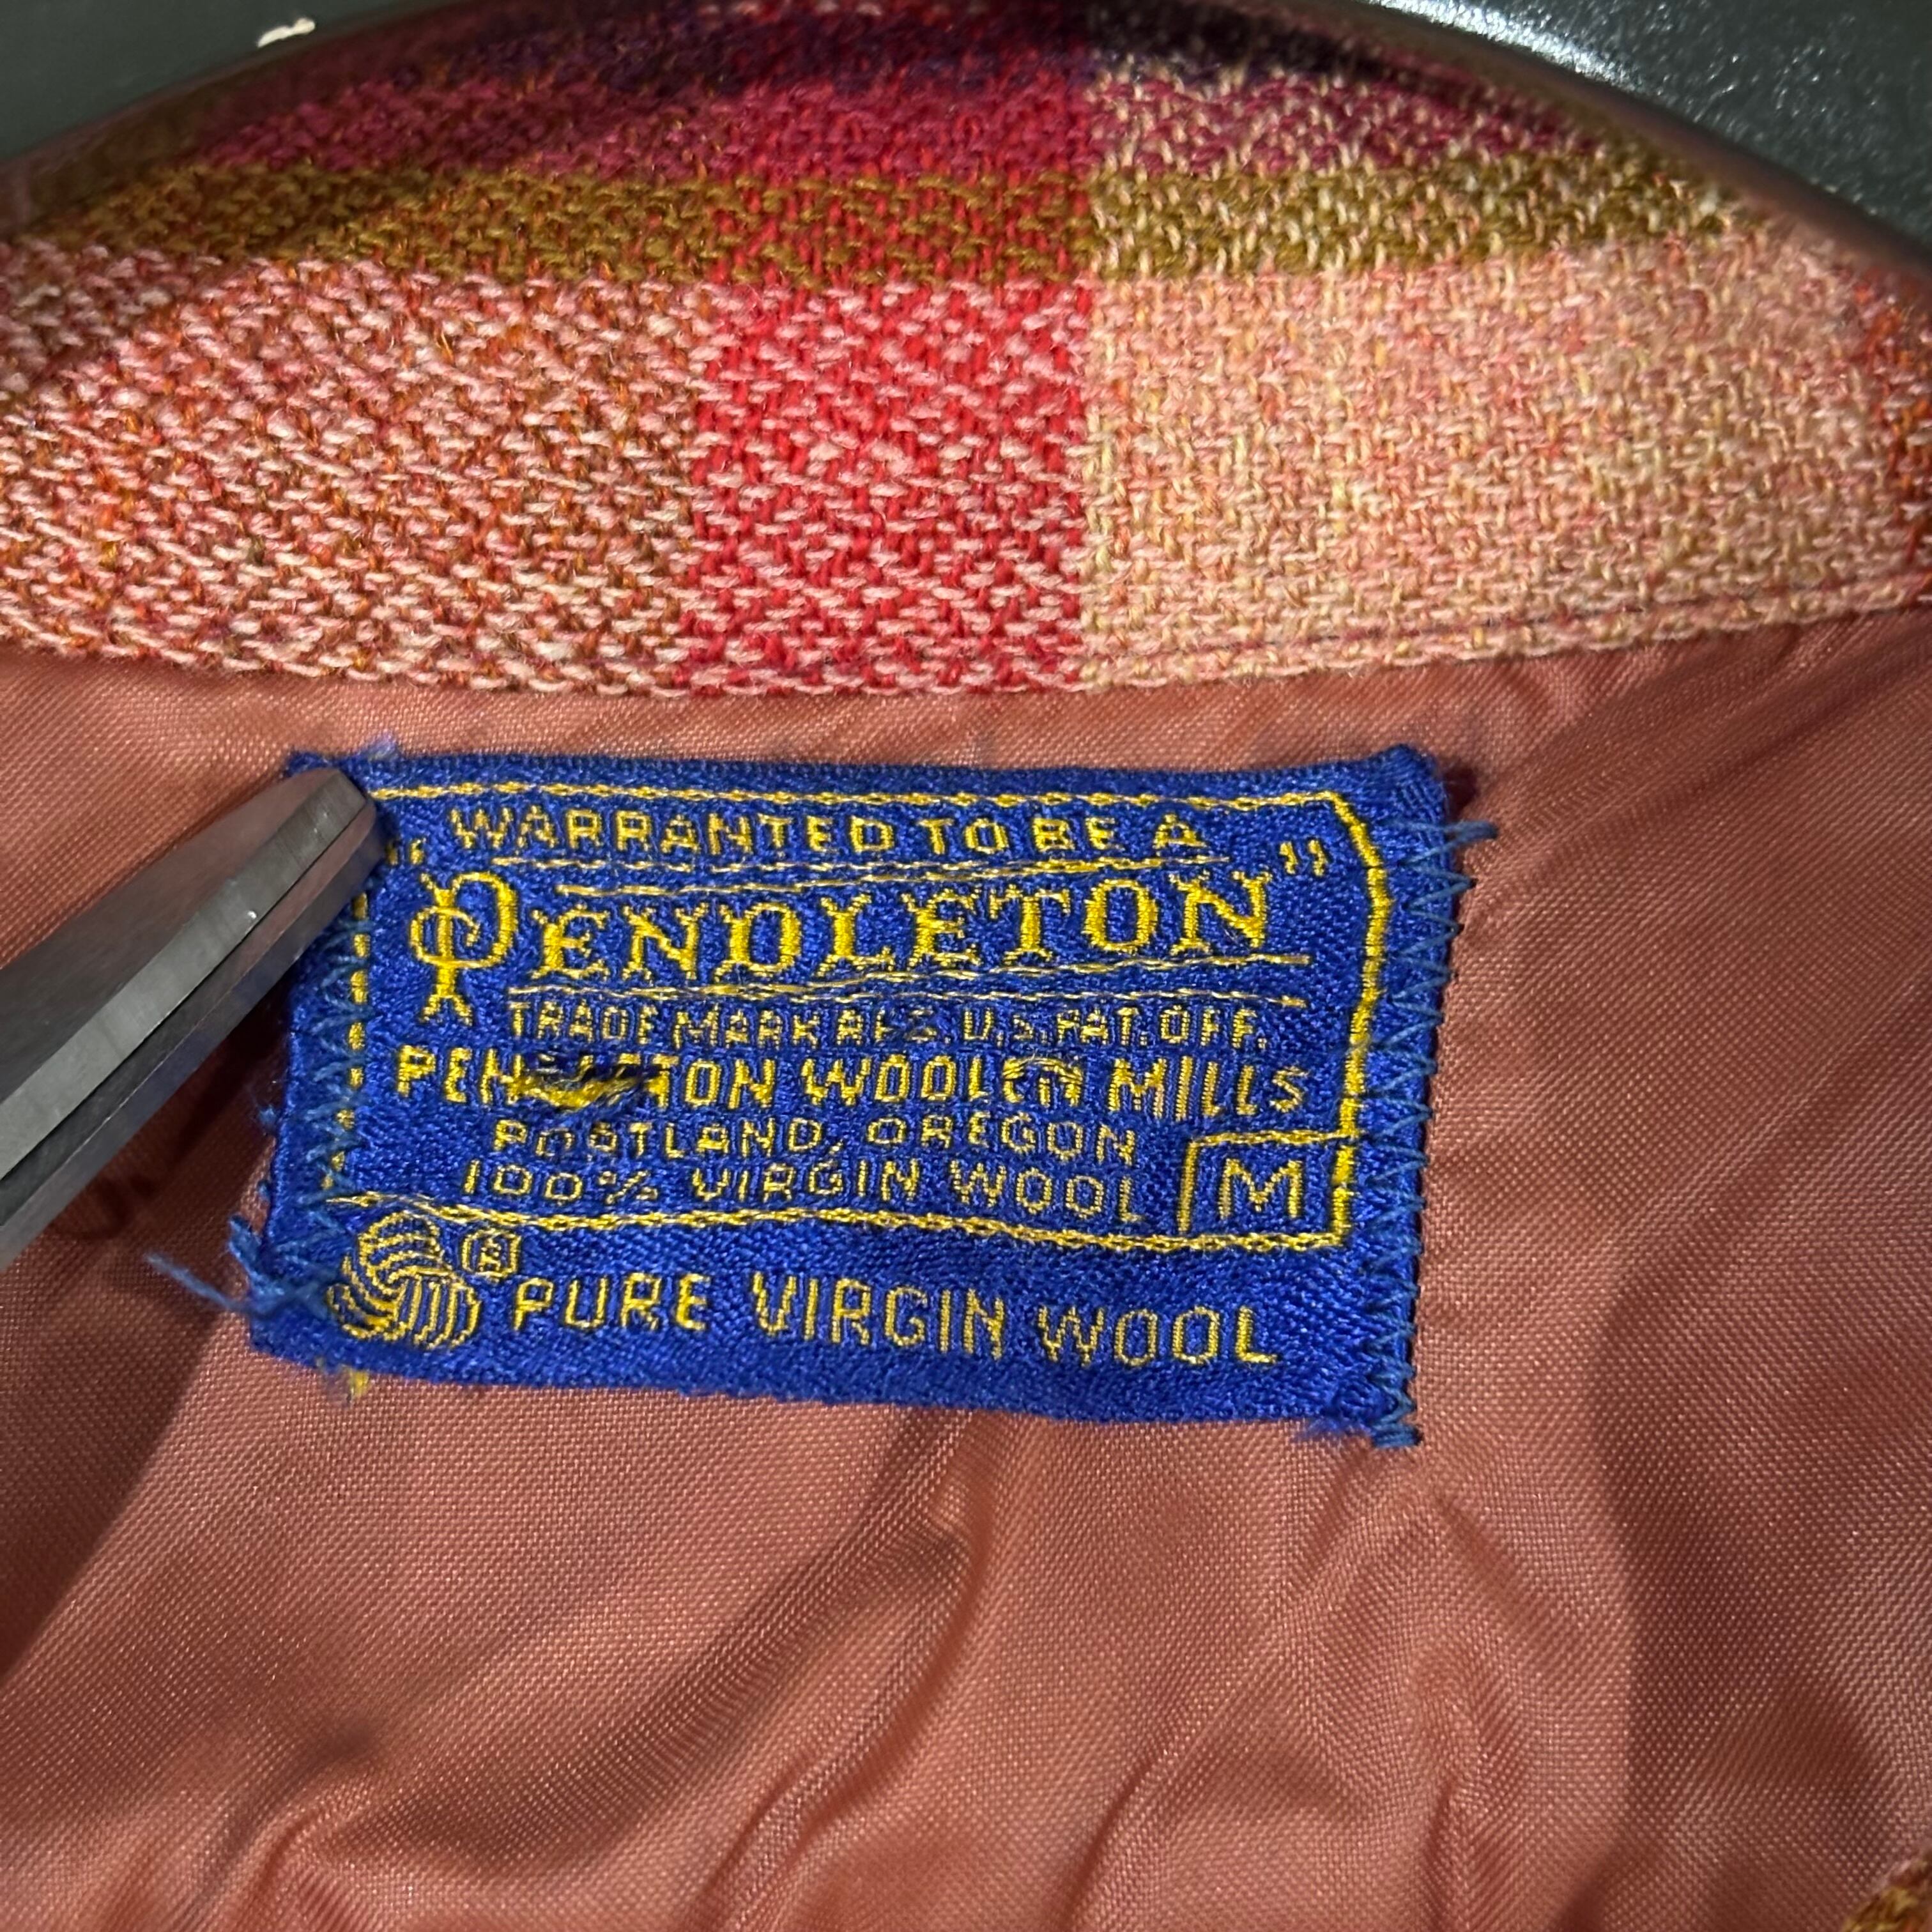 "WARRANTED TO BE A
PENDLETON"
TRADE MARK REG. U.S. PAT. OFF.
PENDLETON WOOLEN MILLS
PORTLAND, OREGON
100% VIRGIN WOOL M
® PURE VIRGIN WOOL